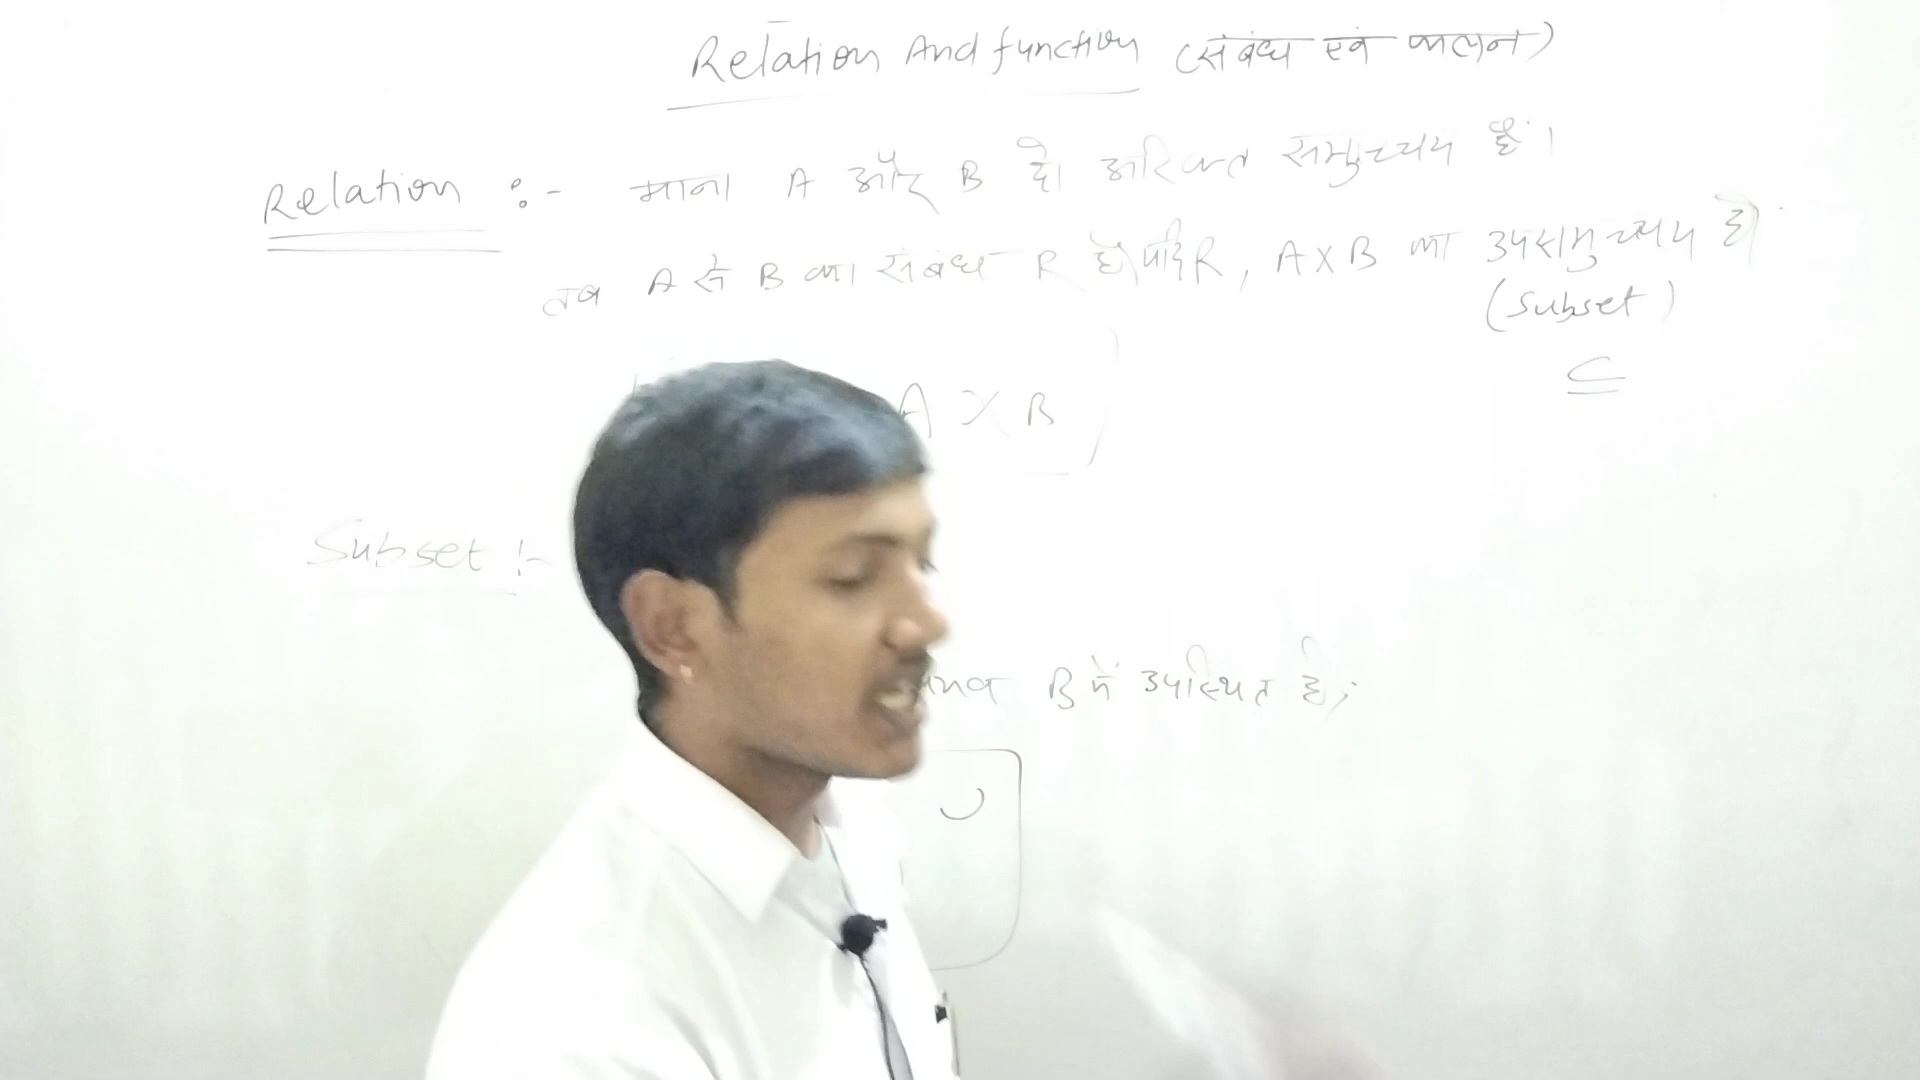 Relation And function (संबंध एवं फलन)
Relation :- माना A और B दो अरिक्त समुच्चय हैं।
तब A से B का संबंध R है यदि R, A X B का उपसमुच्चय हो
(Subset)
⊆
A X B
Subset :-
B में उपस्थित है,